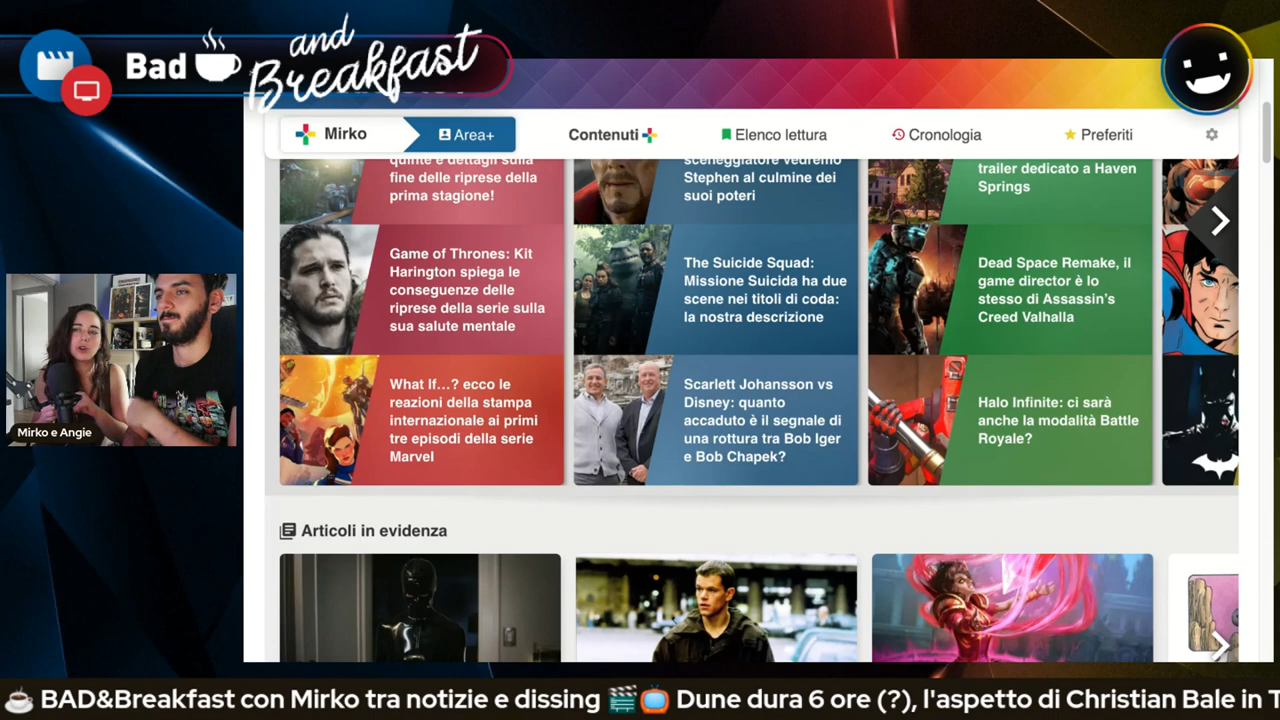 Bad and Breakfast
Mirko
Area+
Contenuti
Elenco lettura
Cronologia
Preferiti
quinte e dettagli sulla
fine delle riprese della
prima stagione!
sceneggiatore vedremo
Stephen al culmine dei
suoi poteri
trailer dedicato a Haven
Springs
Game of Thrones: Kit
Harington spiega le
conseguenze delle
riprese della serie sulla
sua salute mentale
The Suicide Squad:
Missione Suicida ha due
scene nei titoli di coda:
la nostra descrizione
Dead Space Remake, il
game director è lo
stesso di Assassin's
Creed Valhalla
What If...? ecco le
reazioni della stampa
internazionale ai primi
tre episodi della serie
Marvel
Scarlett Johansson vs
Disney: quanto
accaduto è il segnale di
una rottura tra Bob Iger
e Bob Chapek?
Halo Infinite: ci sarà
anche la modalità Battle
Royale?
Mirko e Angie
Articoli in evidenza
BAD&Breakfast con Mirko tra notizie e dissing 🎬📺 Dune dura 6 ore (?), l'aspetto di Christian Bale in T